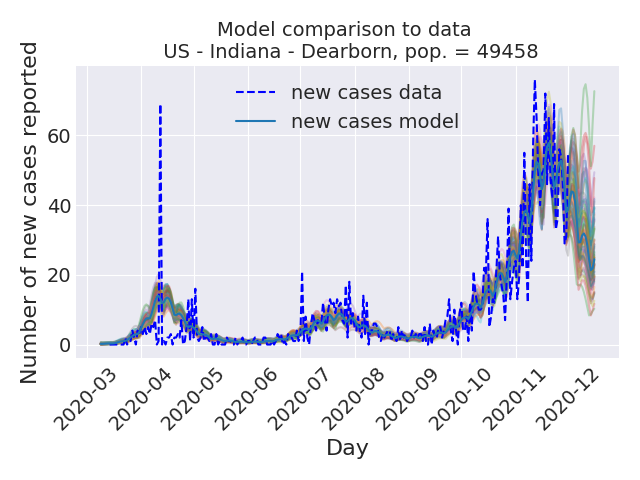 Model comparison to data
US - Indiana - Dearborn, pop. = 49458
new cases data
new cases model
Number of new cases reported
60
40
20
0
2020-03
2020-04
2020-05
2020-06
2020-07
2020-08
2020-09
2020-10
2020-11
2020-12
Day